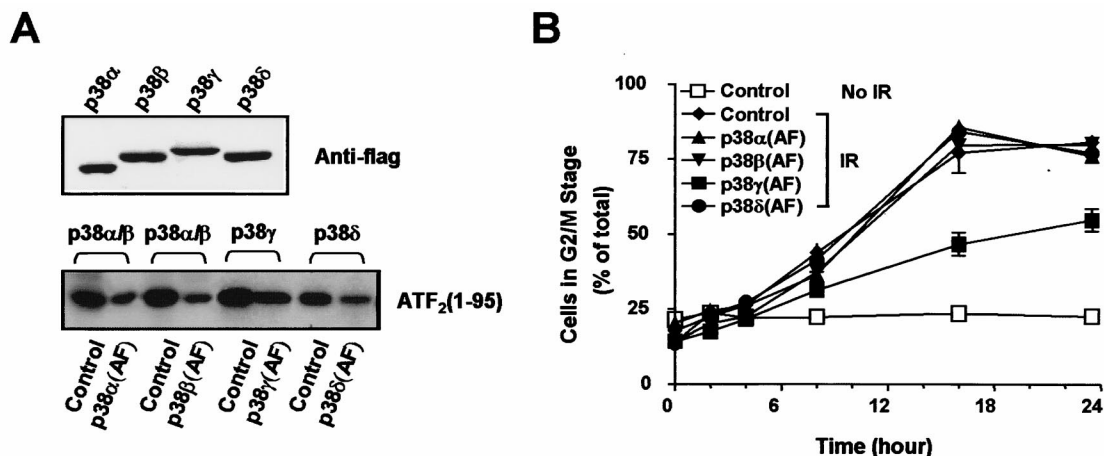 A
p38α
p38β
p38γ
p38δ
Anti-flag
p38α/β
p38α/β
p38γ
p38δ
ATF₂(1-95)
Control
p38α(AF)
Control
p38β(AF)
Control
p38γ(AF)
Control
p38δ(AF)
B
100
75
50
25
0
Cells in G2/M Stage
(% of total)
Control
No IR
Control
p38α(AF)
p38β(AF)
IR
p38γ(AF)
p38δ(AF)
0
6
12
18
24
Time (hour)